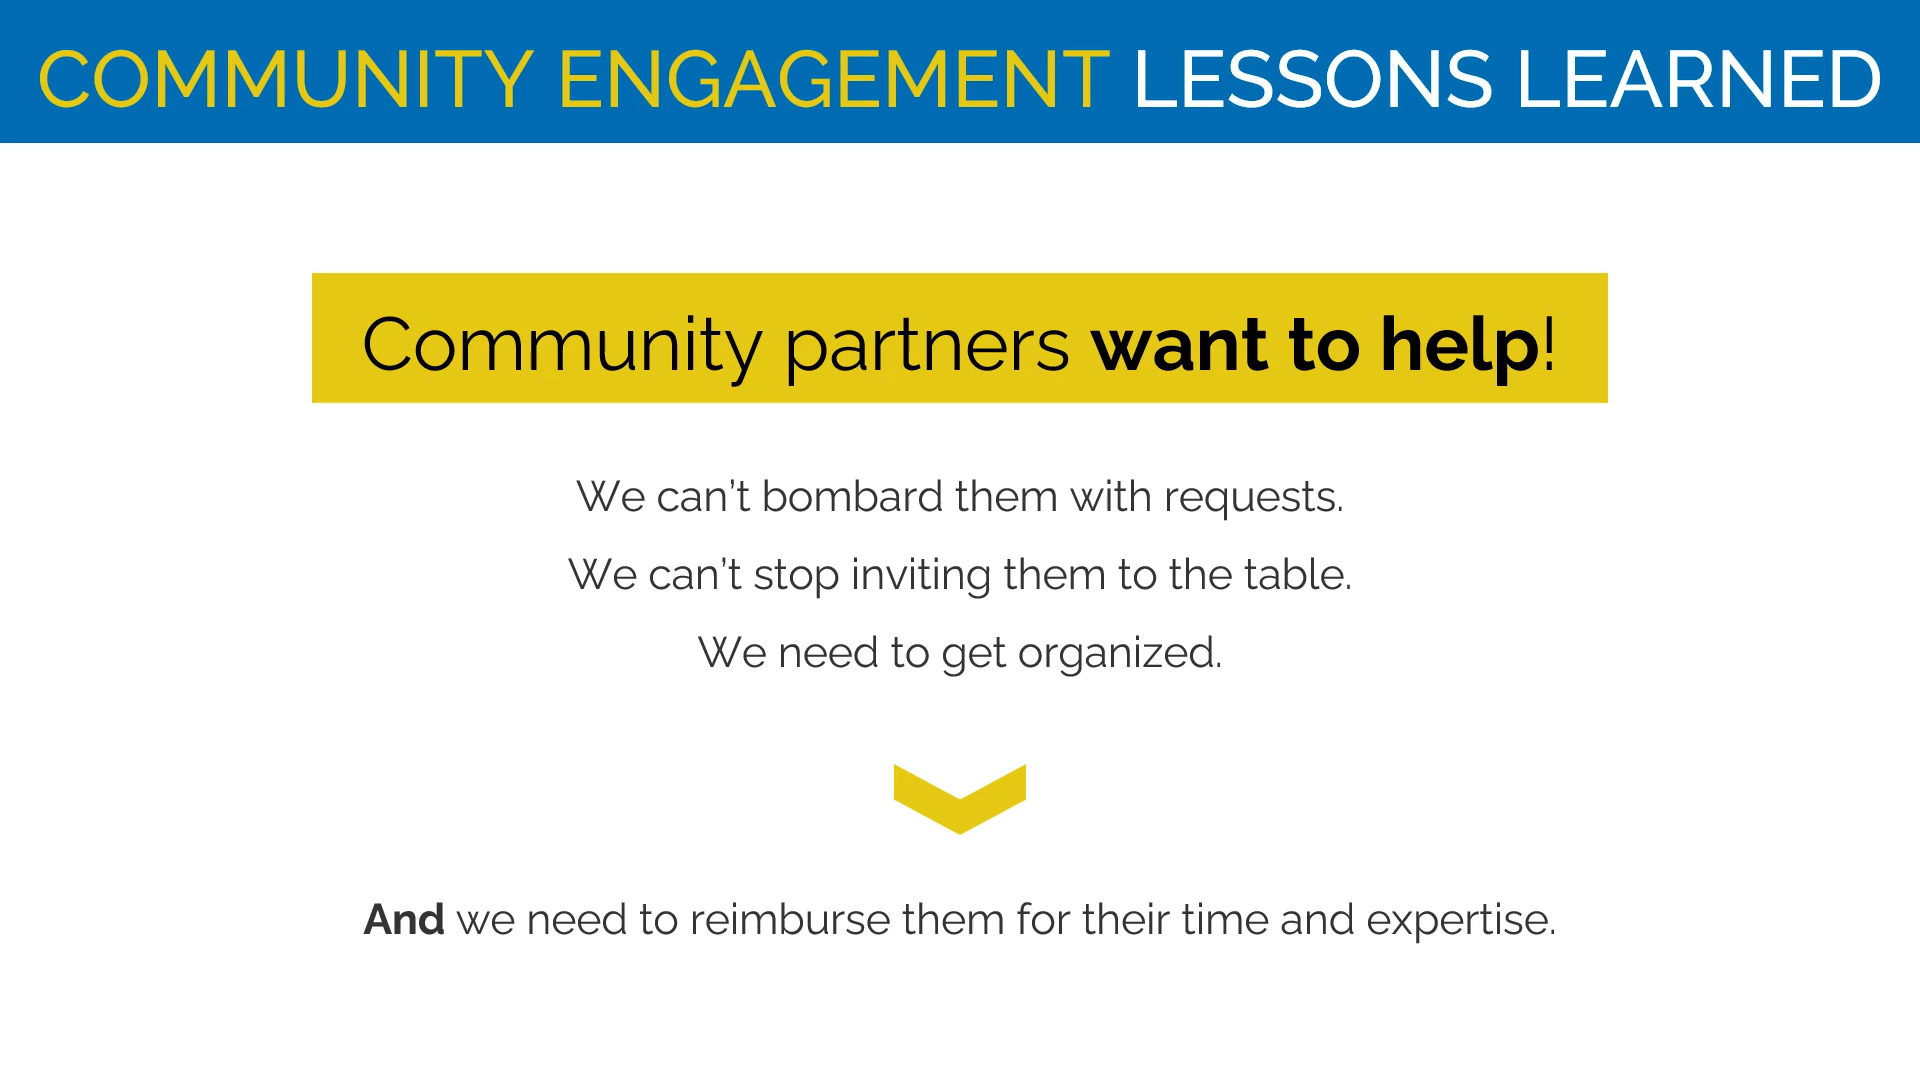 COMMUNITY ENGAGEMENT LESSONS LEARNED
Community partners want to help!
We can’t bombard them with requests.
We can’t stop inviting them to the table.
We need to get organized.
And we need to reimburse them for their time and expertise.